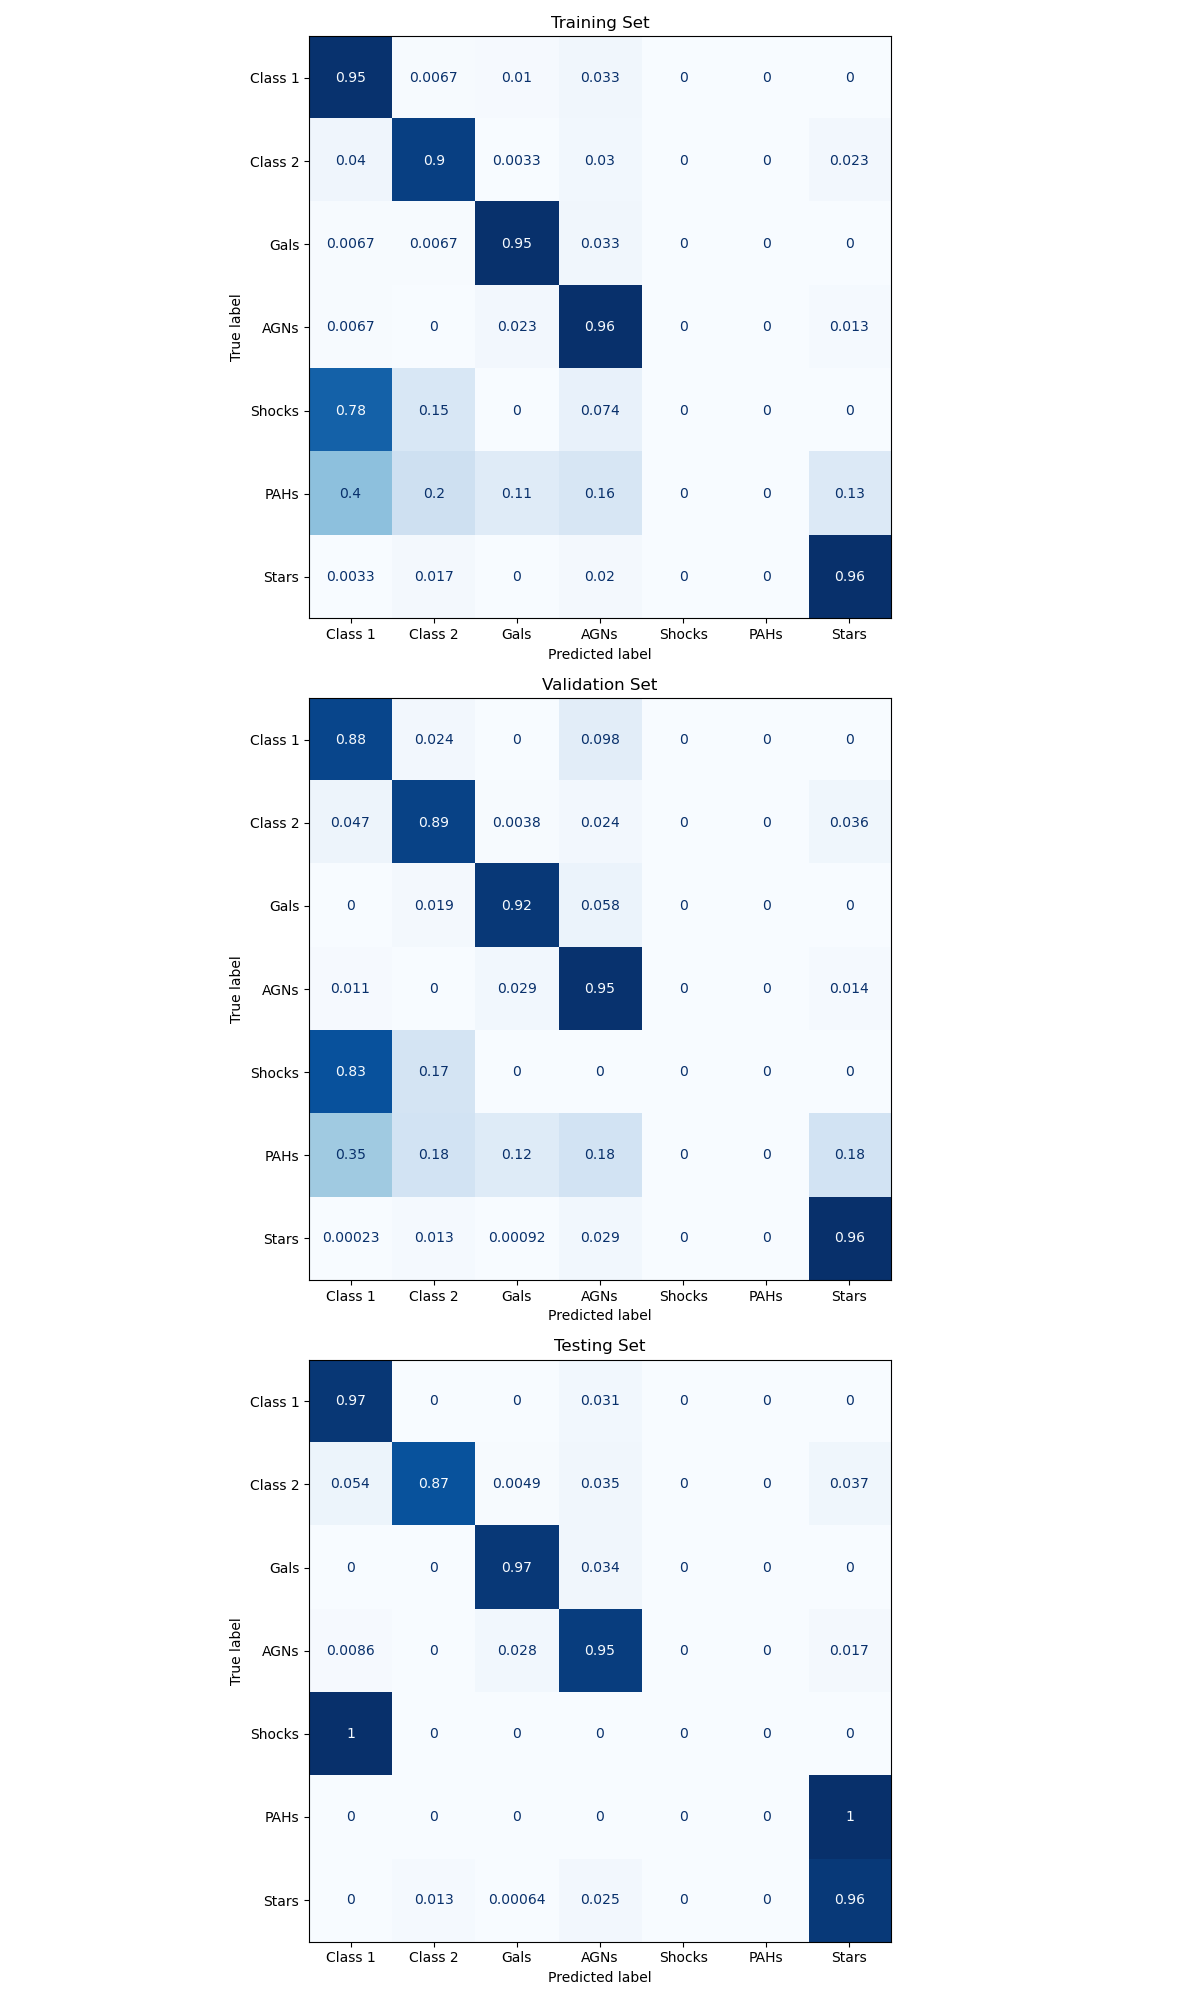 Training Set
Class 1 0.95 0.0067 0.01 0.033 0 0 0
Class 2 0.04 0.9 0.0033 0.03 0 0 0.023
Gals 0.0067 0.0067 0.95 0.033 0 0 0
AGNs 0.0067 0 0.023 0.96 0 0 0.013
True label
Shocks 0.78 0.15 0 0.074 0 0 0
PAHs 0.4 0.2 0.11 0.16 0 0 0.13
Stars 0.0033 0.017 0 0.02 0 0 0.96
Class 1 Class 2 Gals AGNs Shocks PAHs Stars
Predicted label
Validation Set
Class 1 0.88 0.024 0 0.098 0 0 0
Class 2 0.047 0.89 0.0038 0.024 0 0 0.036
Gals 0 0.019 0.92 0.058 0 0 0
AGNs 0.011 0 0.029 0.95 0 0 0.014
True label
Shocks 0.83 0.17 0 0 0 0 0
PAHs 0.35 0.18 0.12 0.18 0 0 0.18
Stars 0.00023 0.013 0.00092 0.029 0 0 0.96
Class 1 Class 2 Gals AGNs Shocks PAHs Stars
Predicted label
Testing Set
Class 1 0.97 0 0 0.031 0 0 0
Class 2 0.054 0.87 0.0049 0.035 0 0 0.037
Gals 0 0 0.97 0.034 0 0 0
AGNs 0.0086 0 0.028 0.95 0 0 0.017
True label
Shocks 1 0 0 0 0 0 0
PAHs 0 0 0 0 0 0 1
Stars 0 0.013 0.00064 0.025 0 0 0.96
Class 1 Class 2 Gals AGNs Shocks PAHs Stars
Predicted label